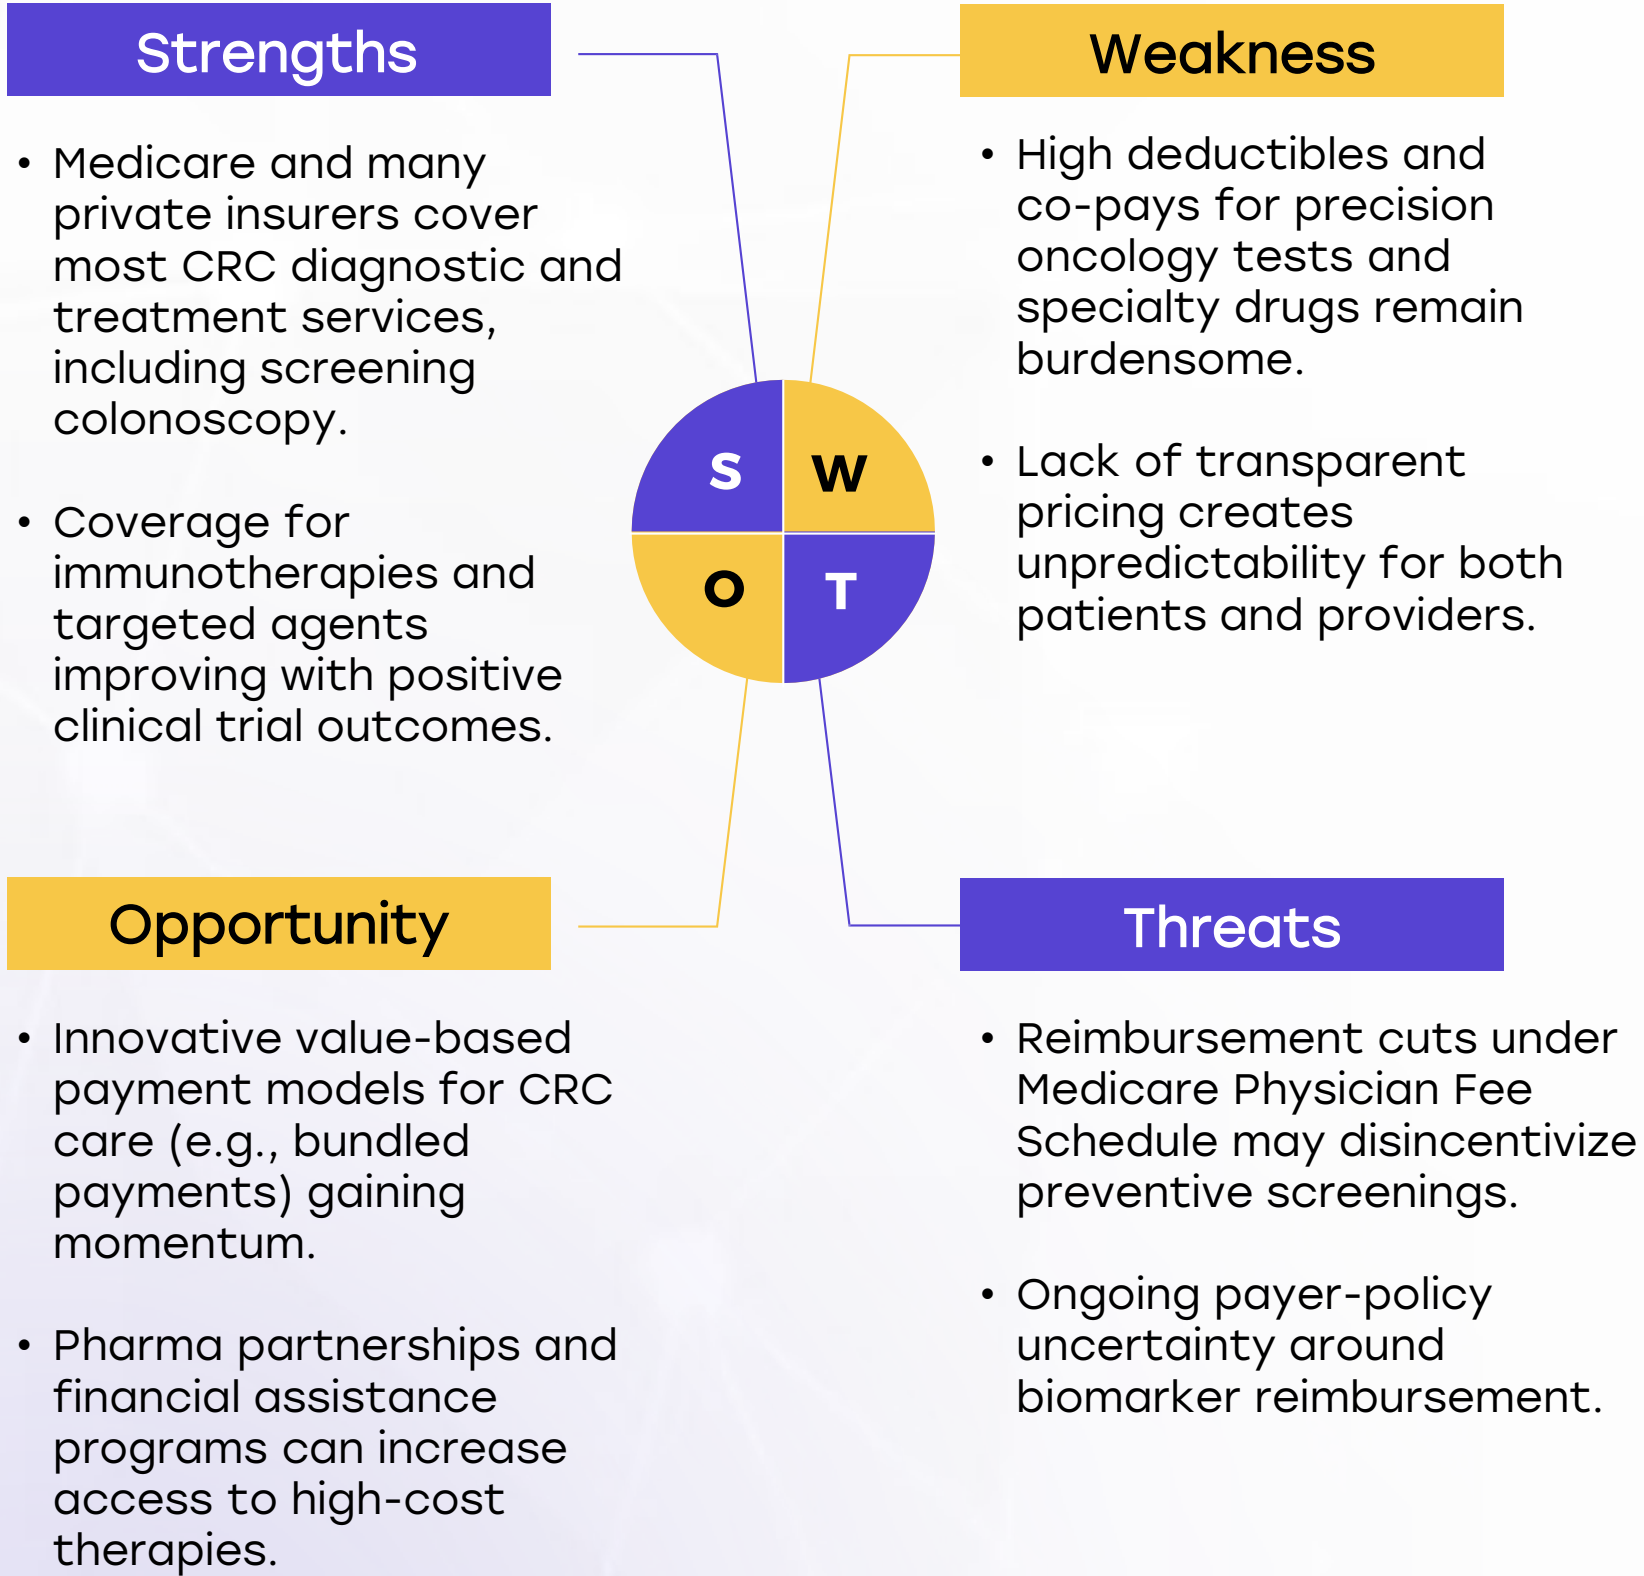 Strengths
• Medicare and many
private insurers cover
most CRC diagnostic and
treatment services,
including screening
colonoscopy.
• Coverage for
immunotherapies and
targeted agents
improving with positive
clinical trial outcomes.
Weakness
• High deductibles and
co-pays for precision
oncology tests and
specialty drugs remain
burdensome.
• Lack of transparent
pricing creates
unpredictability for both
patients and providers.
S
W
O
T
Opportunity
• Innovative value-based
payment models for CRC
care (e.g., bundled
payments) gaining
momentum.
• Pharma partnerships and
financial assistance
programs can increase
access to high-cost
therapies.
Threats
• Reimbursement cuts under
Medicare Physician Fee
Schedule may disincentivize
preventive screenings.
• Ongoing payer-policy
uncertainty around
biomarker reimbursement.